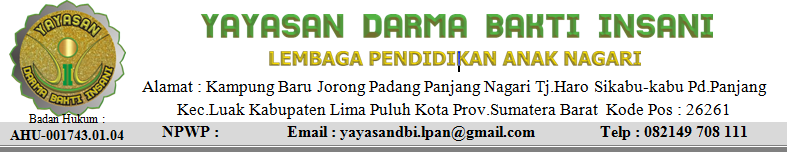 YAYASAN
DARMA BAKTI INSANI
YAYASAN DARMA BAKTI INSANI
LEMBAGA PENDIDIKAN ANAK NAGARI
Alamat : Kampung Baru Jorong Padang Panjang Nagari Tj.Haro Sikabu-kabu Pd.Panjang
Kec.Luak Kabupaten Lima Puluh Kota Prov.Sumatera Barat Kode Pos : 26261
Badan Hukum :
AHU-001743.01.04
NPWP : Email : yayasandbi.lpan@gmail.com Telp : 082149 708 111